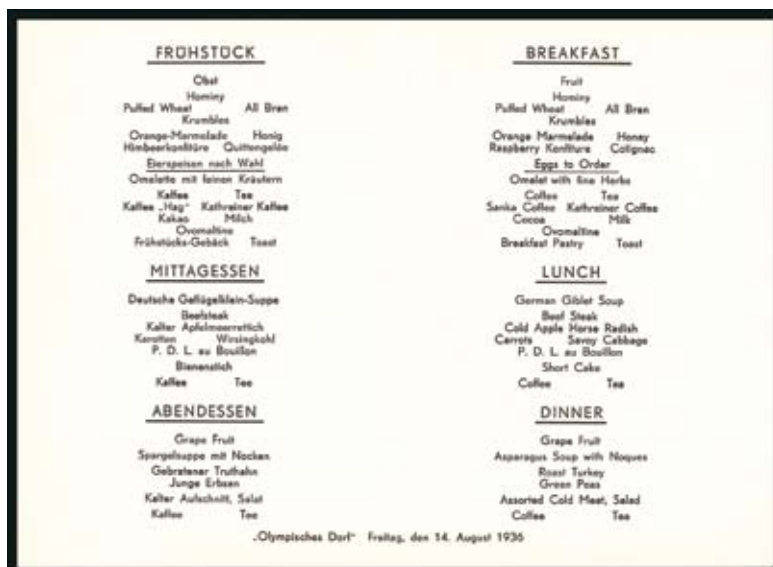 FRÜHSTÜCK
Obst
Hominy
Puffed Wheat All Bran
Krumbles
Orange-Marmelade Honig
Himbeerkonfitüre Quittengelée
Eierspeisen nach Wahl
Omelette mit feinen Kräutern
Kaffee Tee
Kaffee „Hag" Kathreiner Kaffee
Kakao Milch
Ovomaltine
Frühstücks-Gebäck Toast
MITTAGESSEN
Deutsche Geflügelklein-Suppe
Beefsteak
Kalter Apfelmeerrettich
Karotten Wirsingkohl
P. D. L. au Bouillon
Bienenstich
Kaffee Tee
ABENDESSEN
Grape Fruit
Spargelsuppe mit Nocken
Gebratener Truthahn
Junge Erbsen
Kalter Aufschnitt, Salat
Kaffee Tee
BREAKFAST
Fruit
Hominy
Puffed Wheat All Bren
Krumbles
Orange Marmelade Honey
Raspberry Konfiture Cotignac
Eggs to Order
Omelet with fine Herbs
Coffee Tea
Sanka Coffee Kathreiner Coffee
Cocoa Milk
Ovomaltine
Breakfast Pastry Toast
LUNCH
German Giblet Soup
Beef Steak
Cold Apple Horse Radish
Carrots Savoy Cabbage
P. D. L. au Bouillon
Short Cake
Coffee Tea
DINNER
Grape Fruit
Asparagus Soup with Noques
Roast Turkey
Green Peas
Assorted Cold Meat, Salad
Coffee Tea
„Olympisches Dorf" Freitag, den 14. August 1936